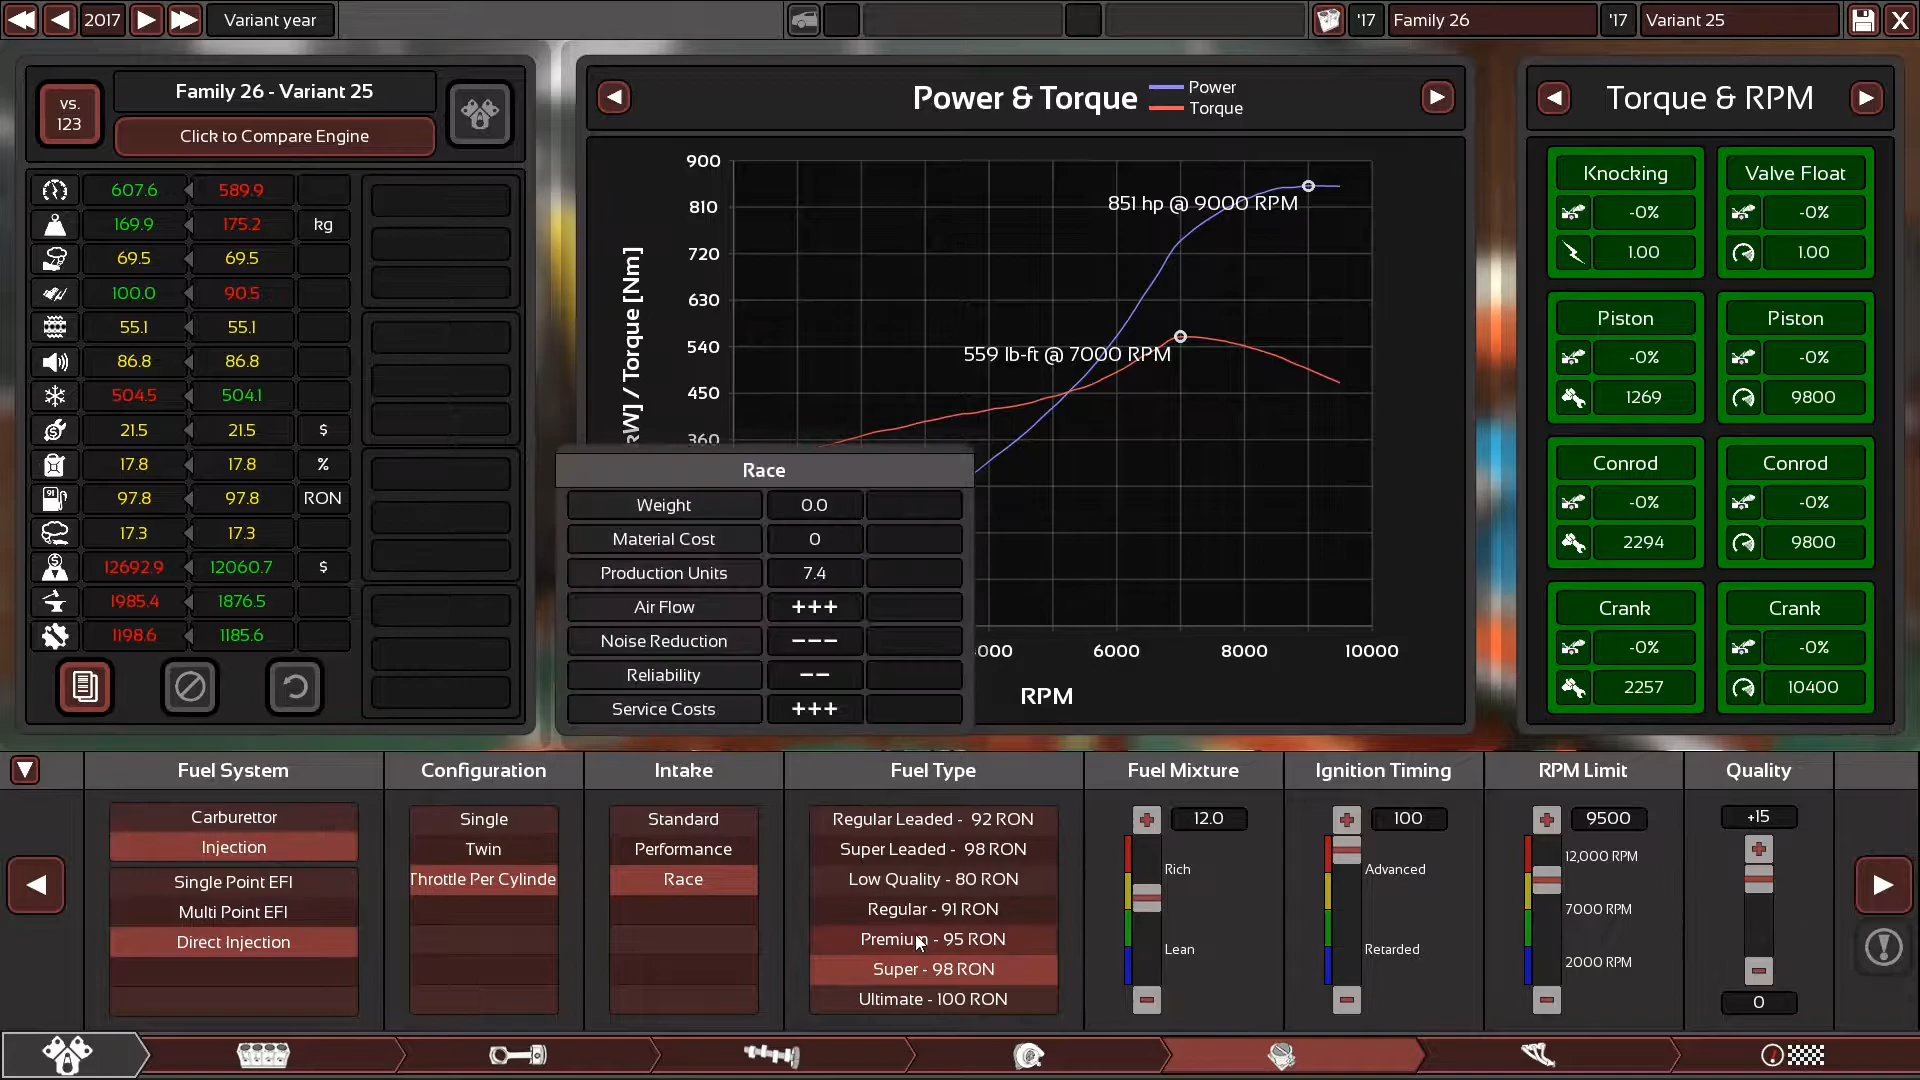 2017
Variant year
'17
Family 26
'17
Variant 25
vs.
123
Family 26 - Variant 25
Click to Compare Engine
607.6 589.9
169.9 175.2 kg
69.5 69.5
100.0 90.5
55.1 55.1
86.8 86.8
504.5 504.1
21.5 21.5 $
17.8 17.8 %
97.8 97.8 RON
17.3 17.3
12692.9 12060.7 $
1985.4 1876.5
1198.6 1185.6
Power & Torque
Power
Torque
900
810
720
630
540
450
360
851 hp @ 9000 RPM
559 lb-ft @ 7000 RPM
W] / Torque [Nm]
000 6000 8000 10000
RPM
Race
Weight 0.0
Material Cost 0
Production Units 7.4
Air Flow +++
Noise Reduction ---
Reliability --
Service Costs +++
Torque & RPM
Knocking
-0%
1.00
Valve Float
-0%
1.00
Piston
-0%
1269
Piston
-0%
9800
Conrod
-0%
2294
Conrod
-0%
9800
Crank
-0%
2257
Crank
-0%
10400
Fuel System
Carburettor
Injection
Single Point EFI
Multi Point EFI
Direct Injection
Configuration
Single
Twin
Throttle Per Cylinde
Intake
Standard
Performance
Race
Fuel Type
Regular Leaded - 92 RON
Super Leaded - 98 RON
Low Quality - 80 RON
Regular - 91 RON
Premium - 95 RON
Super - 98 RON
Ultimate - 100 RON
Fuel Mixture
12.0
Rich
Lean
Ignition Timing
100
Advanced
Retarded
RPM Limit
9500
12,000 RPM
7000 RPM
2000 RPM
Quality
+15
0